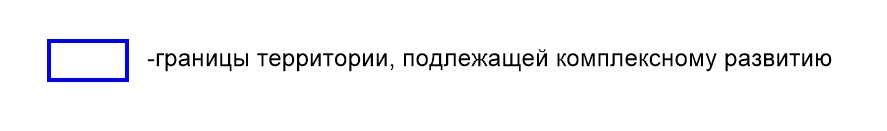 -границы территории, подлежащей комплексному развитию